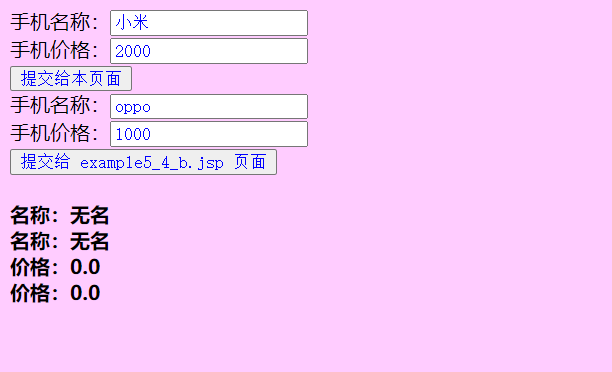 手机名称：小米
手机价格：2000
提交给本页面
手机名称：oppo
手机价格：1000
提交给 example5_4_b.jsp 页面
名称：无名
名称：无名
价格：0.0
价格：0.0